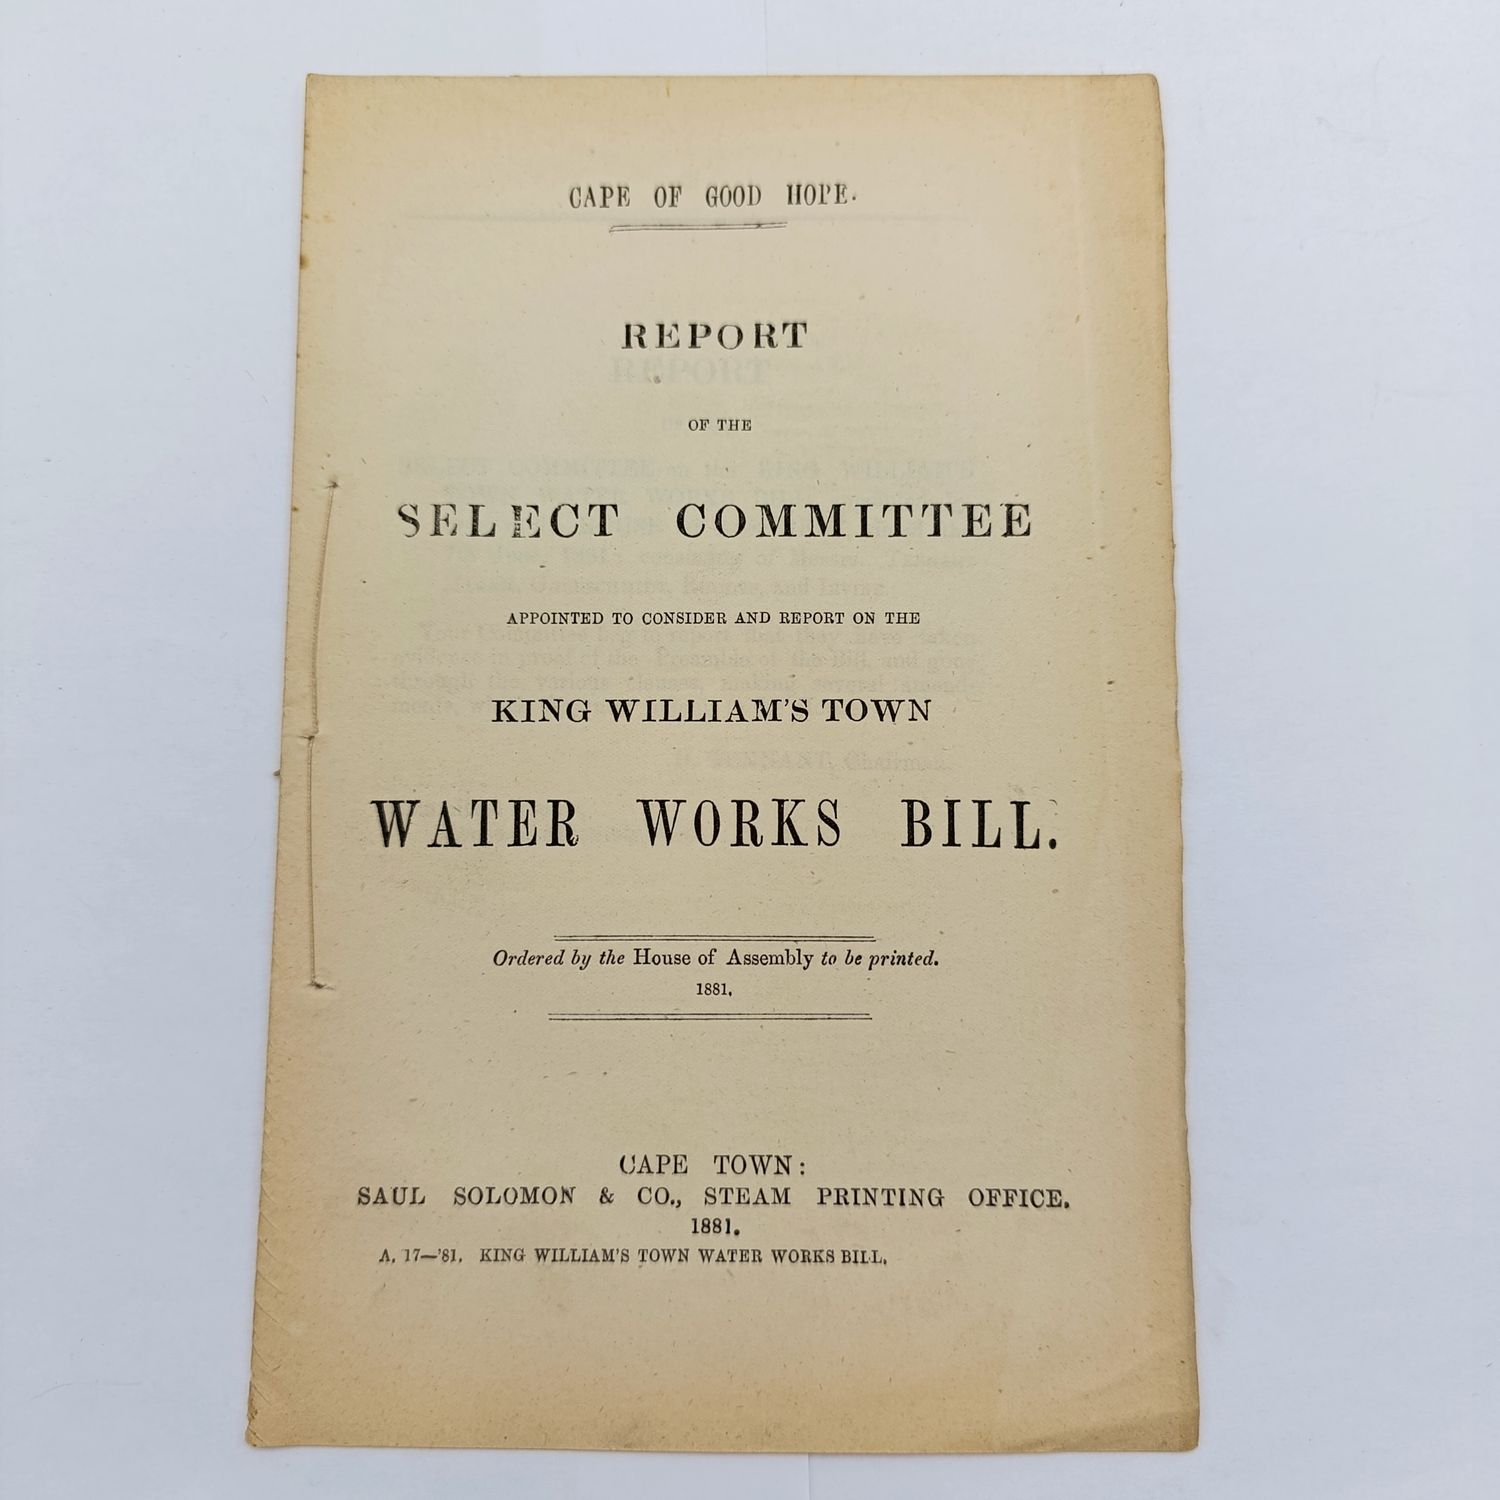 CAPE OF GOOD HOPE.
REPORT
OF THE
SELECT COMMITTEE
APPOINTED TO CONSIDER AND REPORT ON THE
KING WILLIAM'S TOWN
WATER WORKS BILL.
Ordered by the House of Assembly to be printed.
1881.
CAPE TOWN:
SAUL SOLOMON & CO., STEAM PRINTING OFFICE.
1881.
A. 17—'81. KING WILLIAM'S TOWN WATER WORKS BILL.